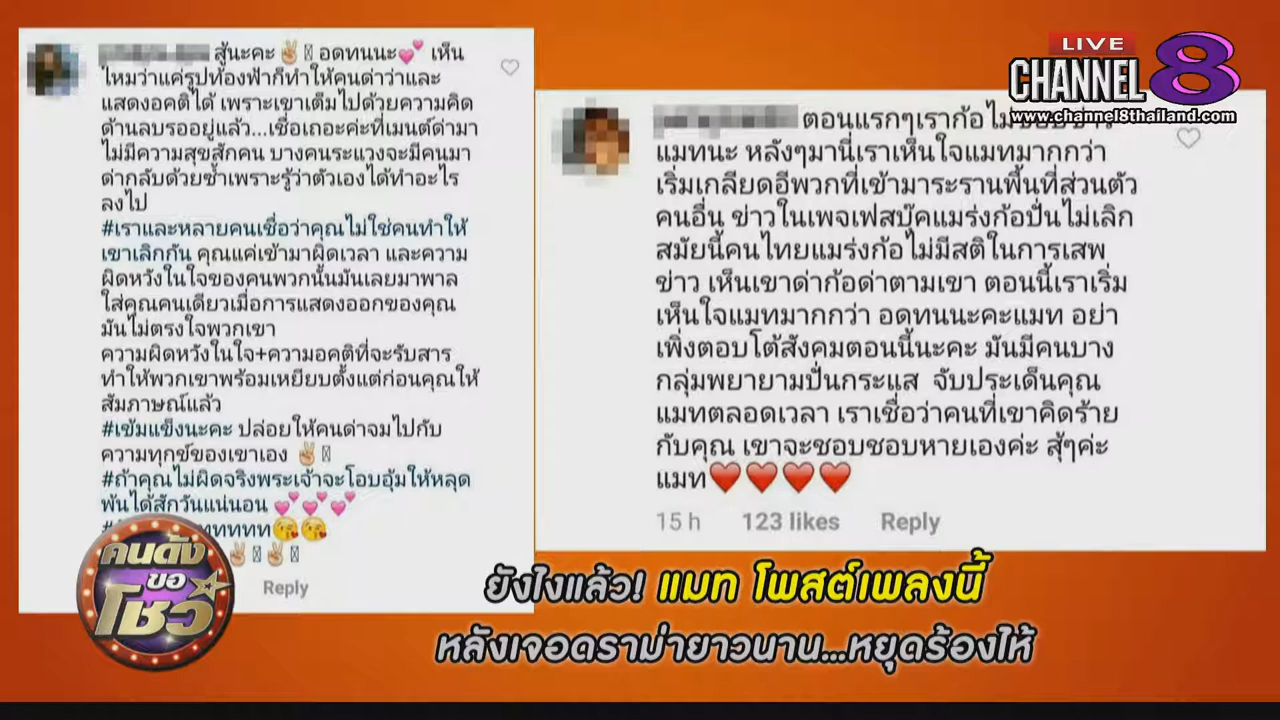 สู้นะคะ✌️ อดทนนะ💕 เห็น
ไหมว่าแค่รูปท้องฟ้าก็ทำให้คนด่าว่าและ
แสดงอคติได้ เพราะเขาเต็มไปด้วยความคิด
ด้านลบรออยู่แล้ว...เชื่อเถอะค่ะที่เมนต์ด่ามา
ไม่มีความสุขสักคน บางคนระแวงจะมีคนมา
ด่ากลับด้วยซ้ำเพราะรู้ว่าตัวเองได้ทำอะไร
ลงไป
#เราและหลายคนเชื่อว่าคุณไม่ใช่คนทำให้
เขาเลิกกัน คุณแค่เข้ามาผิดเวลา และความ
ผิดหวังในใจของคนพวกนั้นมันเลยมาพาล
ใส่คุณคนเดียวเมื่อการแสดงออกของคุณ
มันไม่ตรงใจพวกเขา
ความผิดหวังในใจ+ความอคติที่จะรับสาร
ทำให้พวกเขาพร้อมเหยียบตั้งแต่ก่อนคุณให้
สัมภาษณ์แล้ว
#เข้มแข็งนะคะ ปล่อยให้คนด่าจมไปกับ
ความทุกข์ของเขาเอง ✌️
#ถ้าคุณไม่ผิดจริงพระเจ้าจะโอบอุ้มให้หลุด
พ้นได้สักวันแน่นอน 💕💕💕
😘😘
✌️✌️
Reply
ตอนแรกๆเราก้อไม่ชอบข่าว
แมทนะ หลังๆมานี่เราเห็นใจแมทมากกว่า
เริ่มเกลียดอีพวกที่เข้ามาระรานพื้นที่ส่วนตัว
คนอื่น ข่าวในเพจเฟสบุ๊คแมร่งก้อปั่นไม่เลิก
สมัยนี้คนไทยแมร่งก้อไม่มีสติในการเสพ
ข่าว เห็นเขาด่าก้อด่าตามเขา ตอนนี้เราเริ่ม
เห็นใจแมทมากกว่า อดทนนะคะแมท อย่า
เพิ่งตอบโต้สังคมตอนนี้นะคะ มันมีคนบาง
กลุ่มพยายามปั่นกระแส จับประเด็นคุณ
แมทตลอดเวลา เราเชื่อว่าคนที่เขาคิดร้าย
กับคุณ เขาจะชอบชอบหายเองค่ะ สุ้ๆค่ะ
แมท❤️❤️❤️❤️
15 h 123 likes Reply
LIVE
CHANNEL 8
www.channel8thailand.com
คนดัง
ขอ
โชว์
ยังไงแล้ว! แมท โพสต์เพลงนี้
หลังเจอดราม่ายาวนาน...หยุดร้องไห้